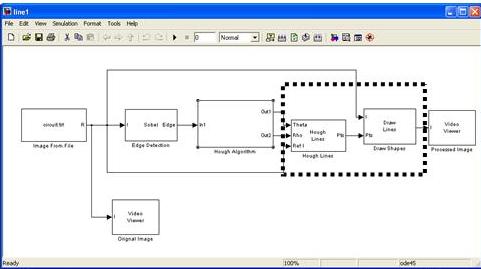 line1
File Edit View Simulation Format Tools Help
0 Normal
circuit.tif R
Image From File
I Sobel Edge
Edge Detection
In1 Out1
Out2
Hough Algorithm
Theta
Rho
Ref I
Hough
Lines
Pts
Hough Lines
I
Pts
Draw
Lines
Draw Shapes
I
Video
Viewer
Processed Image
I
Video
Viewer
Orignal Image
Ready 100% ode45